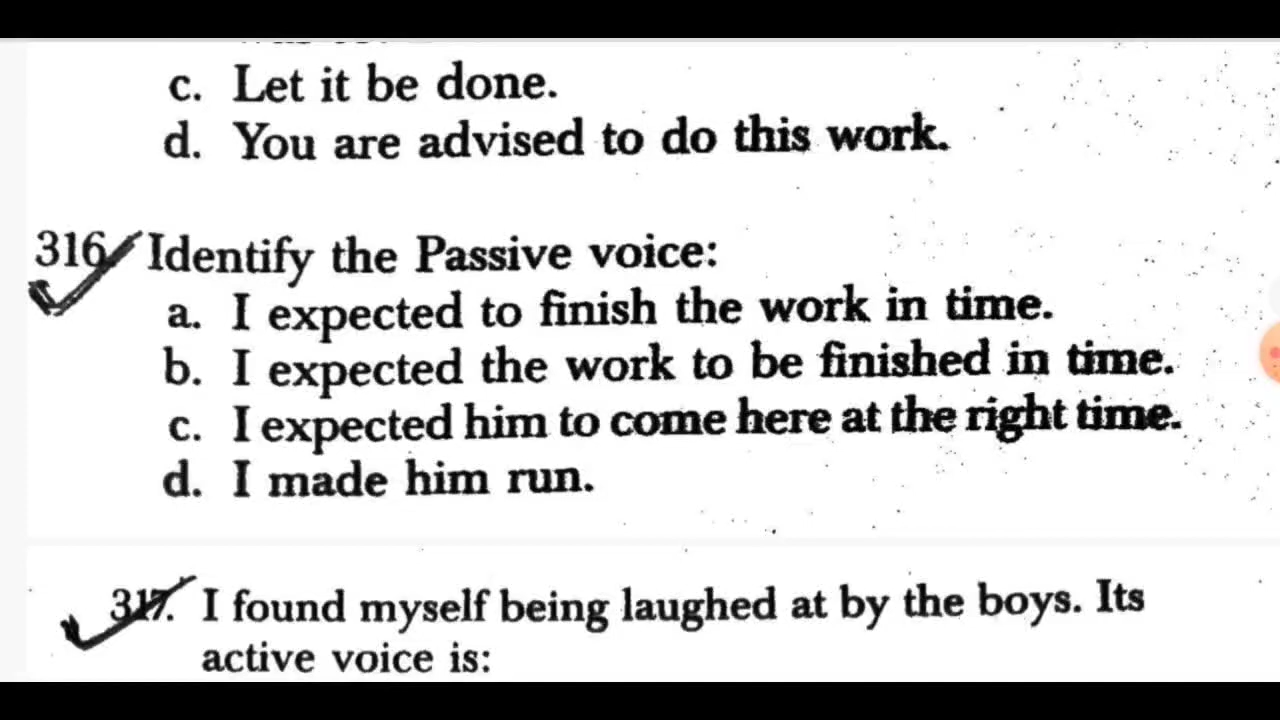 c. Let it be done.
d. You are advised to do this work.
316. Identify the Passive voice:
a. I expected to finish the work in time.
b. I expected the work to be finished in time.
c. I expected him to come here at the right time.
d. I made him run.
317. I found myself being laughed at by the boys. Its
active voice is: